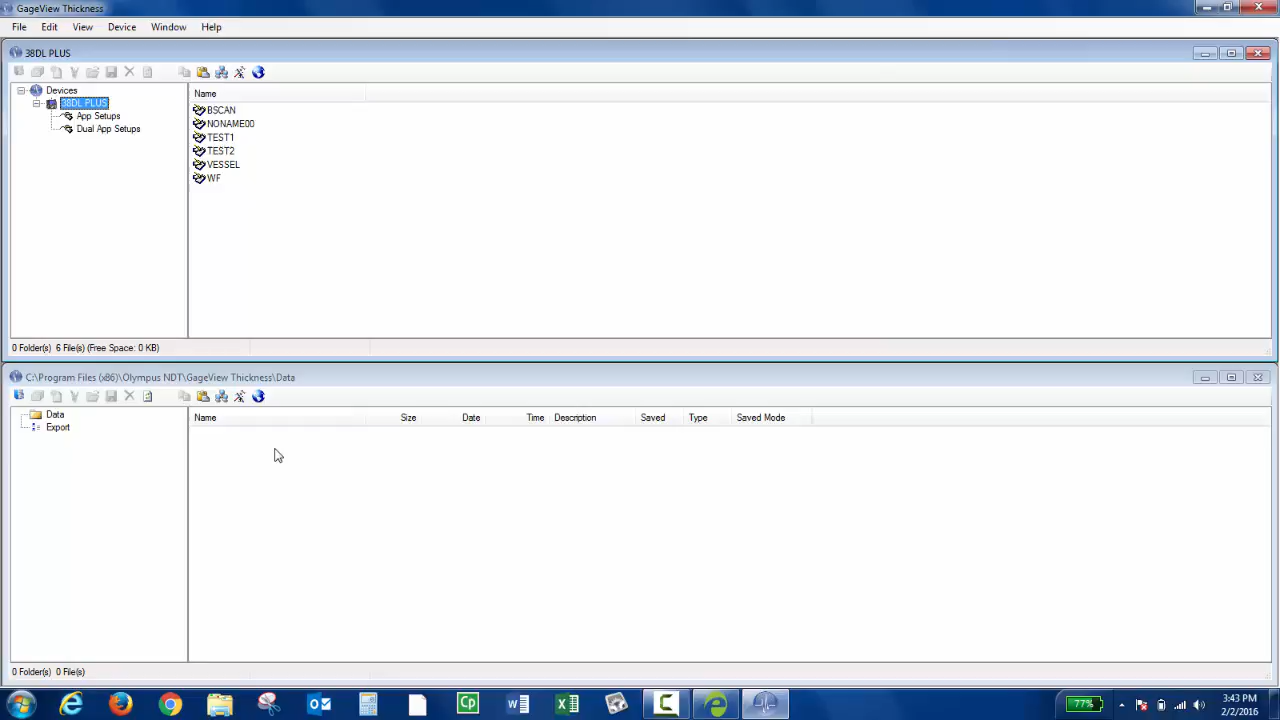 GageView Thickness
File Edit View Device Window Help
38DL PLUS
Devices
38DL PLUS
App Setups
Dual App Setups
Name
BSCAN
NONAME00
TEST1
TEST2
VESSEL
WF
0 Folder(s) 6 File(s) (Free Space: 0 KB)
C:\Program Files (x86)\Olympus NDT\GageView Thickness\Data
Data
Export
Name Size Date Time Description Saved Type Saved Mode
0 Folder(s) 0 File(s)
Cp
77%
3:43 PM
2/2/2016